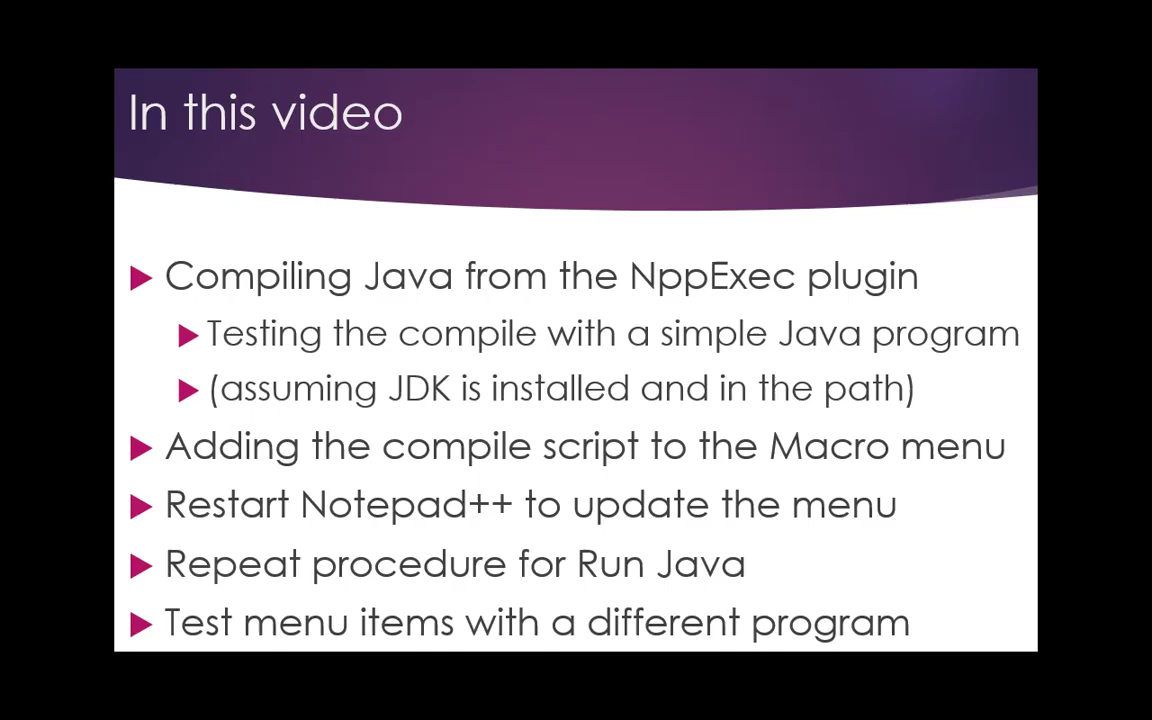 In this video
Compiling Java from the NppExec plugin
Testing the compile with a simple Java program
(assuming JDK is installed and in the path)
Adding the compile script to the Macro menu
Restart Notepad++ to update the menu
Repeat procedure for Run Java
Test menu items with a different program